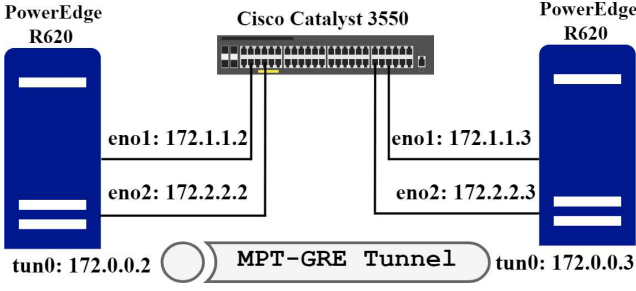 PowerEdge
R620
Cisco Catalyst 3550
PowerEdge
R620
eno1: 172.1.1.2
eno1: 172.1.1.3
eno2: 172.2.2.2
eno2: 172.2.2.3
tun0: 172.0.0.2
MPT-GRE Tunnel
tun0: 172.0.0.3